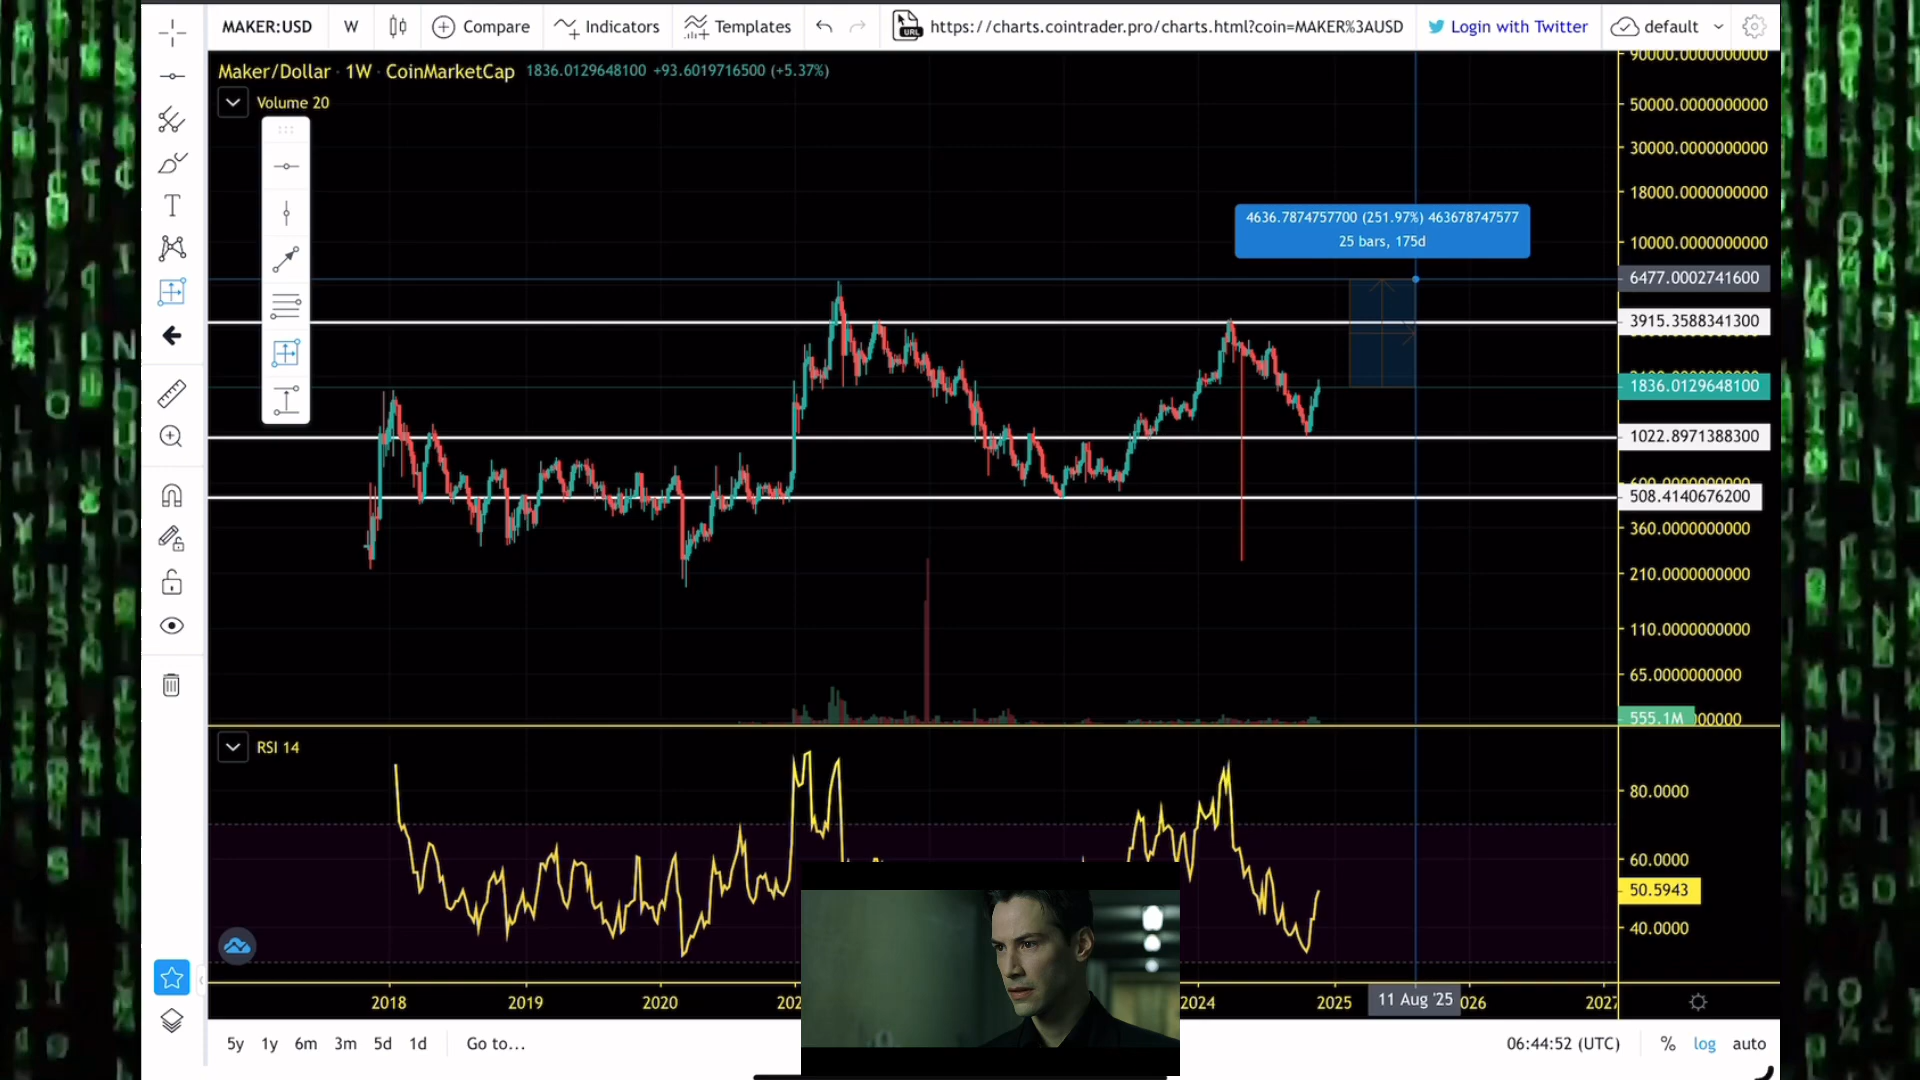 MAKER:USD W Compare Indicators Templates URL https://charts.cointrader.pro/charts.html?coin=MAKER%3AUSD Login with Twitter default
Maker/Dollar · 1W · CoinMarketCap 1836.0129648100 +93.6019716500 (+5.37%)
Volume 20
T
4636.7874757700 (251.97%) 463678747577
25 bars, 175d
90000.0000000000
50000.0000000000
30000.0000000000
18000.0000000000
10000.0000000000
6477.0002741600
3915.3588341300
1836.0129648100
1022.8971388300
508.4140676200
360.0000000000
210.0000000000
110.0000000000
65.0000000000
555.1M
RSI 14
80.0000
60.0000
50.5943
40.0000
2018 2019 2020 2024 2025 11 Aug '25 2027
5y 1y 6m 3m 5d 1d Go to... 06:44:52 (UTC) % log auto